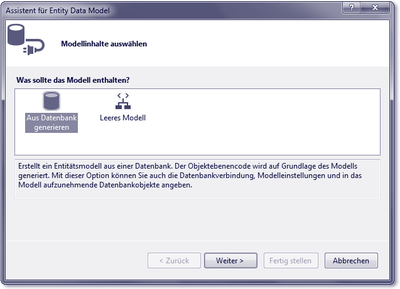 Assistent für Entity Data Model
Modellinhalte auswählen
Was sollte das Modell enthalten?
Aus Datenbank
generieren
Leeres Modell
Erstellt ein Entitätsmodell aus einer Datenbank. Der Objektebenencode wird auf Grundlage des Modells
generiert. Mit dieser Option können Sie auch die Datenbankverbindung, Modelleinstellungen und in das
Modell aufzunehmende Datenbankobjekte angeben.
< Zurück
Weiter >
Fertig stellen
Abbrechen